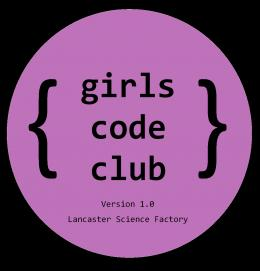 { girls }
code
club
Version 1.0
Lancaster Science Factory